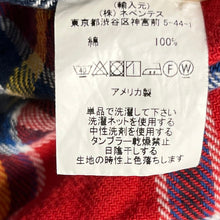 (輸入元)
(株) ネペンテス
東京都渋谷区神宮前 5-44-1
綿 100%
F W
アメリカ製
単品で洗濯して下さい
洗濯ネットを使用する
中性洗剤を使用する
タンブラー乾燥不可
日陰干しする
生地の特性上色落ちします